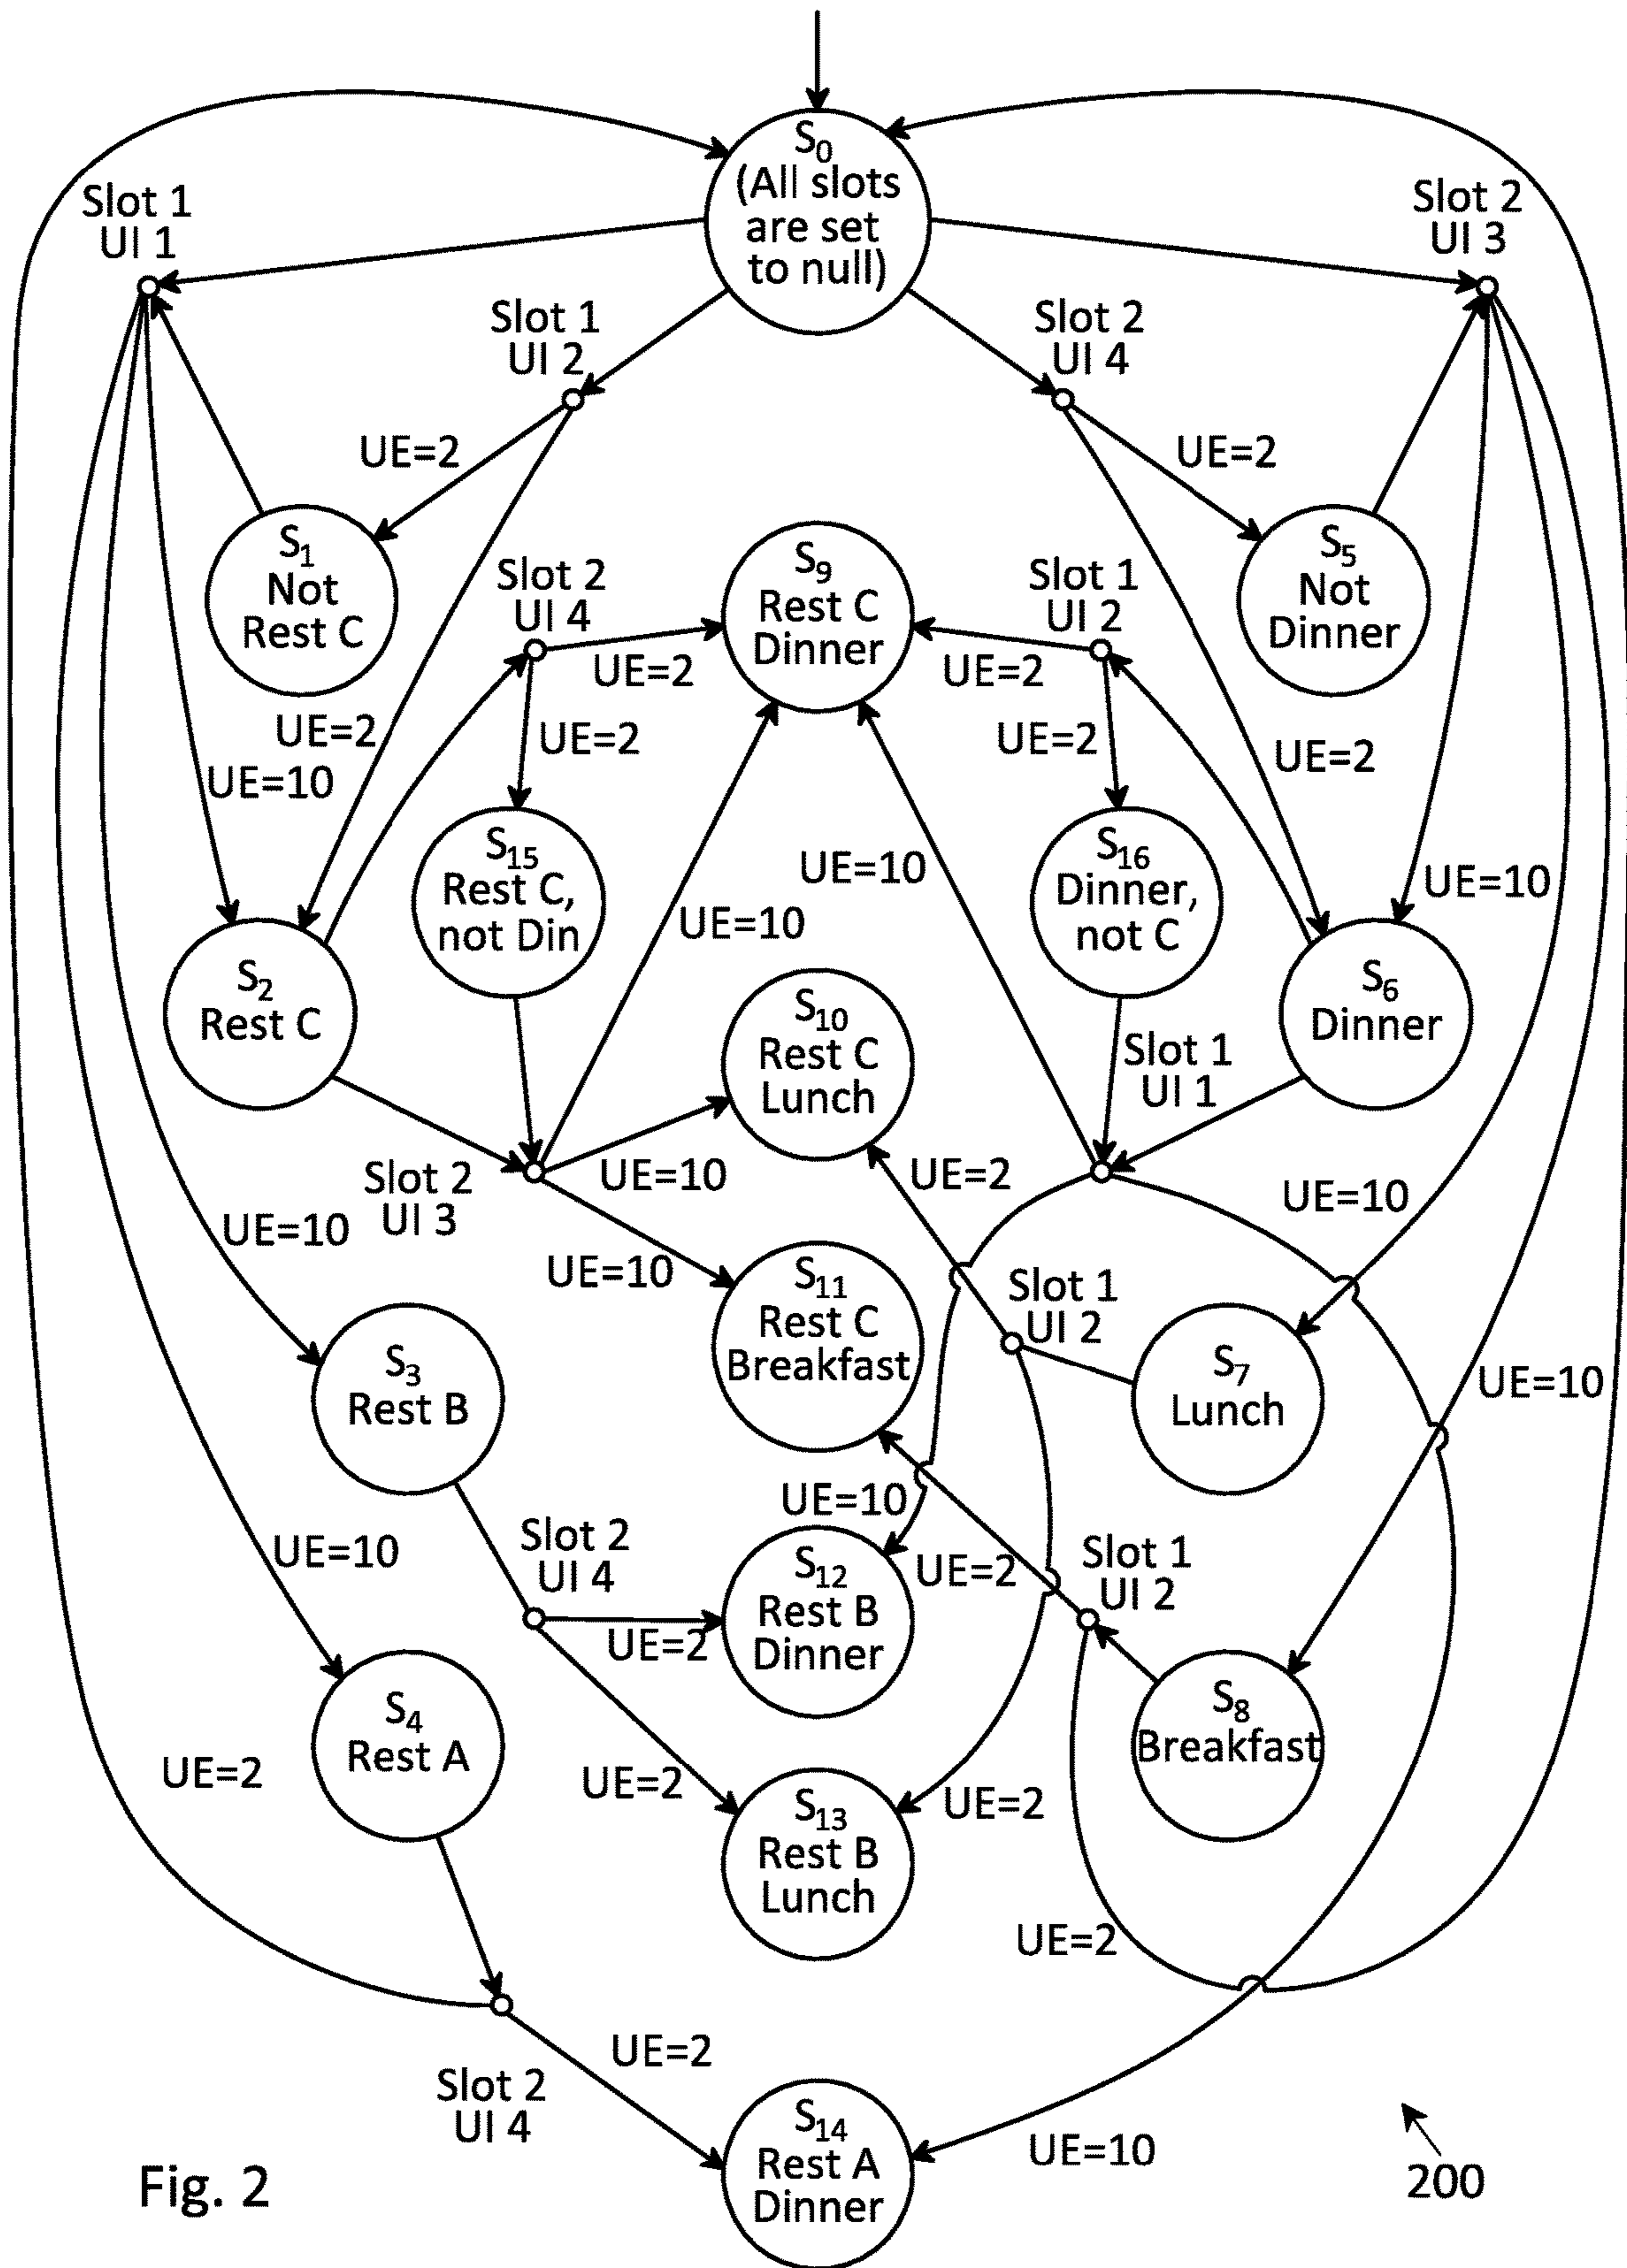 S0
(All slots
are set
to null)
Slot 1
UI 1
Slot 2
UI 3
Slot 1
UI 2
Slot 2
UI 4
UE=2
UE=2
S1
Not
Rest C
S5
Not
Dinner
Slot 2
UI 4
S9
Rest C
Dinner
Slot 1
UI 2
UE=2
UE=2
UE=2
UE=2
UE=2
UE=2
UE=10
S15
Rest C,
not Din
S16
Dinner,
not C
UE=10
UE=10
UE=10
S2
Rest C
S10
Rest C
Lunch
S6
Dinner
Slot 1
UI 1
Slot 2
UI 3
UE=10
UE=2
UE=10
UE=10
UE=10
S11
Rest C
Breakfast
Slot 1
UI 2
S3
Rest B
S7
Lunch
UE=10
UE=10
UE=10
Slot 2
UI 4
S12
Rest B
Dinner
UE=2
Slot 1
UI 2
UE=2
S4
Rest A
S8
Breakfast
UE=2
UE=2
S13
Rest B
Lunch
UE=2
UE=2
UE=2
Slot 2
UI 4
S14
Rest A
Dinner
UE=10
200
Fig. 2